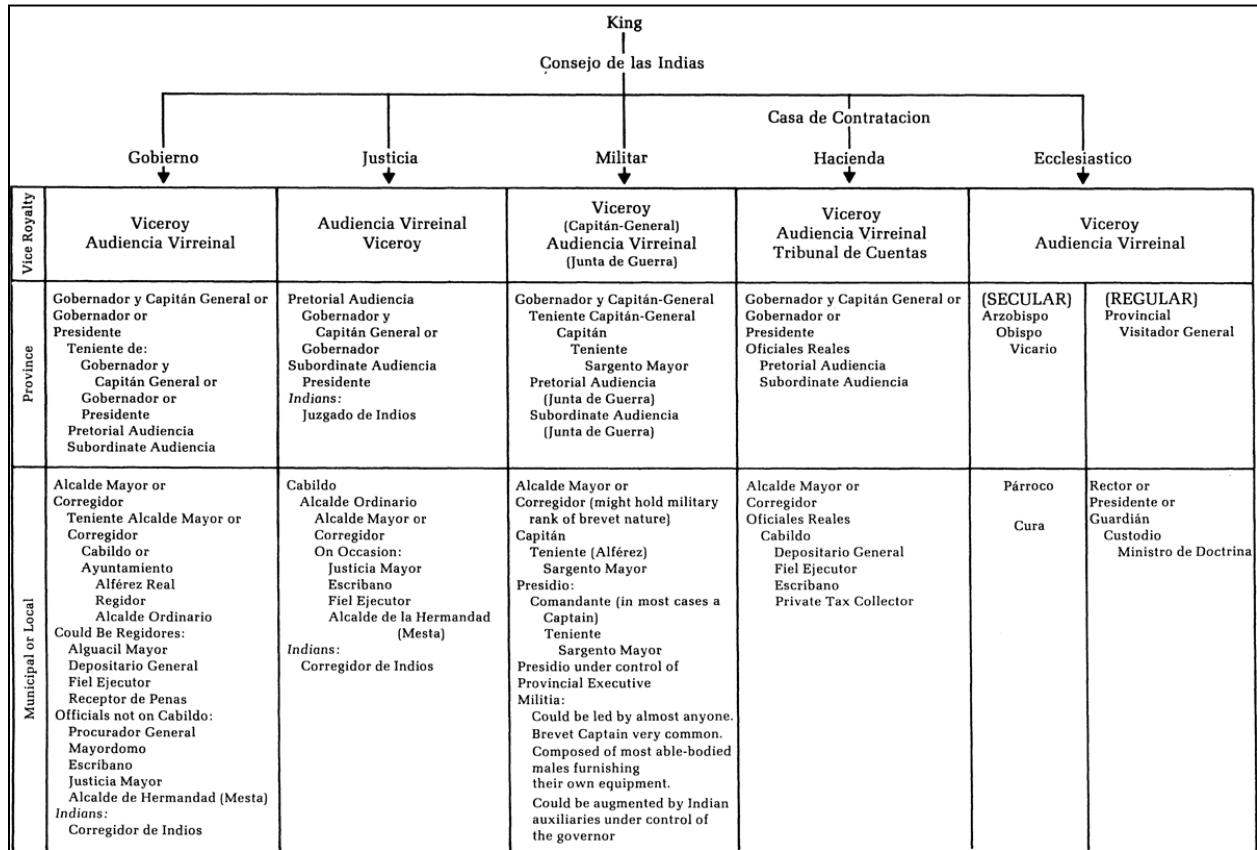 King
Consejo de las Indias
Casa de Contratacion
Gobierno
Justicia
Militar
Hacienda
Ecclesiastico
Vice Royalty
Viceroy
Audiencia Virreinal
Audiencia Virreinal
Viceroy
Viceroy
(Capitán-General)
Audiencia Virreinal
(Junta de Guerra)
Viceroy
Audiencia Virreinal
Tribunal de Cuentas
Viceroy
Audiencia Virreinal
Province
Gobernador y Capitán General or
Gobernador or
Presidente
Teniente de:
Gobernador y
Capitán General or
Gobernador or
Presidente
Pretorial Audiencia
Subordinate Audiencia
Pretorial Audiencia
Gobernador y
Capitán General or
Gobernador
Subordinate Audiencia
Presidente
Indians:
Juzgado de Indios
Gobernador y Capitán-General
Teniente Capitán-General
Capitán
Teniente
Sargento Mayor
Pretorial Audiencia
(Junta de Guerra)
Subordinate Audiencia
(Junta de Guerra)
Gobernador y Capitán General or
Gobernador or
Presidente
Oficiales Reales
Pretorial Audiencia
Subordinate Audiencia
(SECULAR)
Arzobispo
Obispo
Vicario
(REGULAR)
Provincial
Visitador General
Municipal or Local
Alcalde Mayor or
Corregidor
Teniente Alcalde Mayor or
Corregidor
Cabildo or
Ayuntamiento
Alférez Real
Regidor
Alcalde Ordinario
Could Be Regidores:
Alguacil Mayor
Depositario General
Fiel Ejecutor
Receptor de Penas
Officials not on Cabildo:
Procurador General
Mayordomo
Escribano
Justicia Mayor
Alcalde de Hermandad (Mesta)
Indians:
Corregidor de Indios
Cabildo
Alcalde Ordinario
Alcalde Mayor or
Corregidor
On Occasion:
Justicia Mayor
Escribano
Fiel Ejecutor
Alcalde de la Hermandad
(Mesta)
Indians:
Corregidor de Indios
Alcalde Mayor or
Corregidor (might hold military
rank of brevet nature)
Capitán
Teniente (Alférez)
Sargento Mayor
Presidio:
Comandante (in most cases a
Captain)
Teniente
Sargento Mayor
Presidio under control of
Provincial Executive
Militia:
Could be led by almost anyone.
Brevet Captain very common.
Composed of most able-bodied
males furnishing
their own equipment.
Could be augmented by Indian
auxiliaries under control of
the governor
Alcalde Mayor or
Corregidor
Oficiales Reales
Cabildo
Depositario General
Fiel Ejecutor
Escribano
Private Tax Collector
Párroco
Cura
Rector or
Presidente or
Guardián
Custodio
Ministro de Doctrina